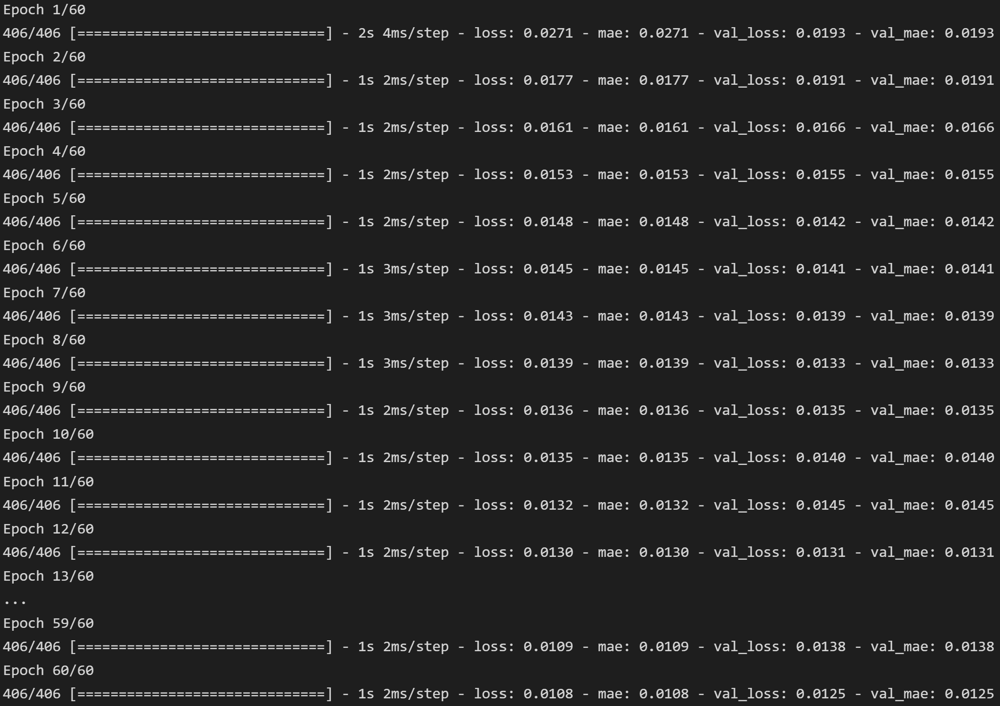 Epoch 1/60
406/406 [==============================] - 2s 4ms/step - loss: 0.0271 - mae: 0.0271 - val_loss: 0.0193 - val_mae: 0.0193
Epoch 2/60
406/406 [==============================] - 1s 2ms/step - loss: 0.0177 - mae: 0.0177 - val_loss: 0.0191 - val_mae: 0.0191
Epoch 3/60
406/406 [==============================] - 1s 2ms/step - loss: 0.0161 - mae: 0.0161 - val_loss: 0.0166 - val_mae: 0.0166
Epoch 4/60
406/406 [==============================] - 1s 2ms/step - loss: 0.0153 - mae: 0.0153 - val_loss: 0.0155 - val_mae: 0.0155
Epoch 5/60
406/406 [==============================] - 1s 2ms/step - loss: 0.0148 - mae: 0.0148 - val_loss: 0.0142 - val_mae: 0.0142
Epoch 6/60
406/406 [==============================] - 1s 3ms/step - loss: 0.0145 - mae: 0.0145 - val_loss: 0.0141 - val_mae: 0.0141
Epoch 7/60
406/406 [==============================] - 1s 3ms/step - loss: 0.0143 - mae: 0.0143 - val_loss: 0.0139 - val_mae: 0.0139
Epoch 8/60
406/406 [==============================] - 1s 3ms/step - loss: 0.0139 - mae: 0.0139 - val_loss: 0.0133 - val_mae: 0.0133
Epoch 9/60
406/406 [==============================] - 1s 2ms/step - loss: 0.0136 - mae: 0.0136 - val_loss: 0.0135 - val_mae: 0.0135
Epoch 10/60
406/406 [==============================] - 1s 2ms/step - loss: 0.0135 - mae: 0.0135 - val_loss: 0.0140 - val_mae: 0.0140
Epoch 11/60
406/406 [==============================] - 1s 2ms/step - loss: 0.0132 - mae: 0.0132 - val_loss: 0.0145 - val_mae: 0.0145
Epoch 12/60
406/406 [==============================] - 1s 2ms/step - loss: 0.0130 - mae: 0.0130 - val_loss: 0.0131 - val_mae: 0.0131
Epoch 13/60
...
Epoch 59/60
406/406 [==============================] - 1s 2ms/step - loss: 0.0109 - mae: 0.0109 - val_loss: 0.0138 - val_mae: 0.0138
Epoch 60/60
406/406 [==============================] - 1s 2ms/step - loss: 0.0108 - mae: 0.0108 - val_loss: 0.0125 - val_mae: 0.0125